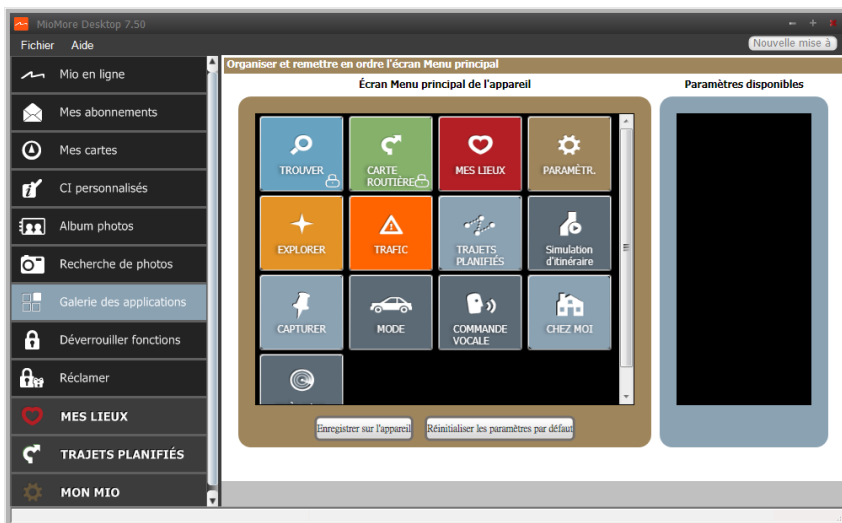 MioMore Desktop 7.50
Fichier Aide
Nouvelle mise à
Mio en ligne
Mes abonnements
Mes cartes
CI personnalisés
Album photos
Recherche de photos
Galerie des applications
Déverrouiller fonctions
Réclamer
MES LIEUX
TRAJETS PLANIFIÉS
MON MIO
Organiser et remettre en ordre l'écran Menu principal
Écran Menu principal de l'appareil
Paramètres disponibles
TROUVER
CARTE
ROUTIÈRE
MES LIEUX
PARAMÈTR.
EXPLORER
TRAFIC
TRAJETS
PLANIFIÉS
Simulation
d'itinéraire
CAPTURER
MODE
COMMANDE
VOCALE
CHEZ MOI
Enregistrer sur l'appareil
Réinitialiser les paramètres par défaut